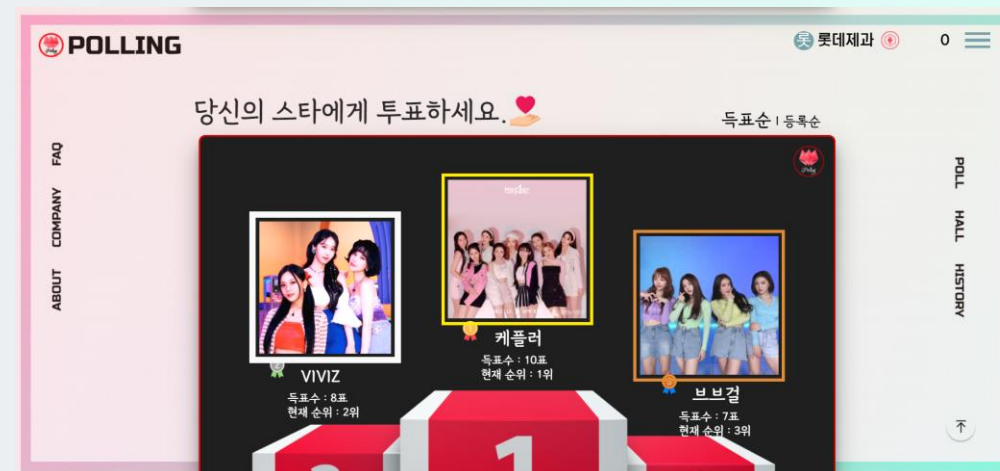 POLLING
롯 롯데제과
0
당신의 스타에게 투표하세요.
득표순 | 등록순
FAQ
COMPANY
ABOUT
POLL
HALL
HISTORY
Polling
케플러
득표수 : 10표
현재 순위 : 1위
VIVIZ
득표수 : 8표
현재 순위 : 2위
브브걸
득표수 : 7표
현재 순위 : 3위
1